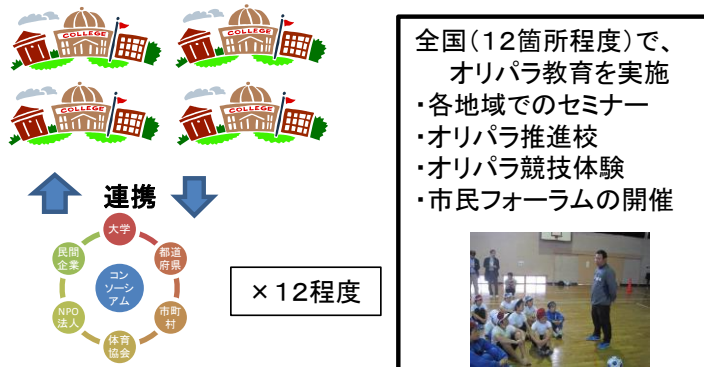 COLLEGE
COLLEGE
COLLEGE
COLLEGE
連携
大学
都道
府県
市町
村
体育
協会
NPO
法人
民間
企業
コン
ソーシ
アム
×12程度
全国(12箇所程度)で、
オリパラ教育を実施
・各地域でのセミナー
・オリパラ推進校
・オリパラ競技体験
・市民フォーラムの開催